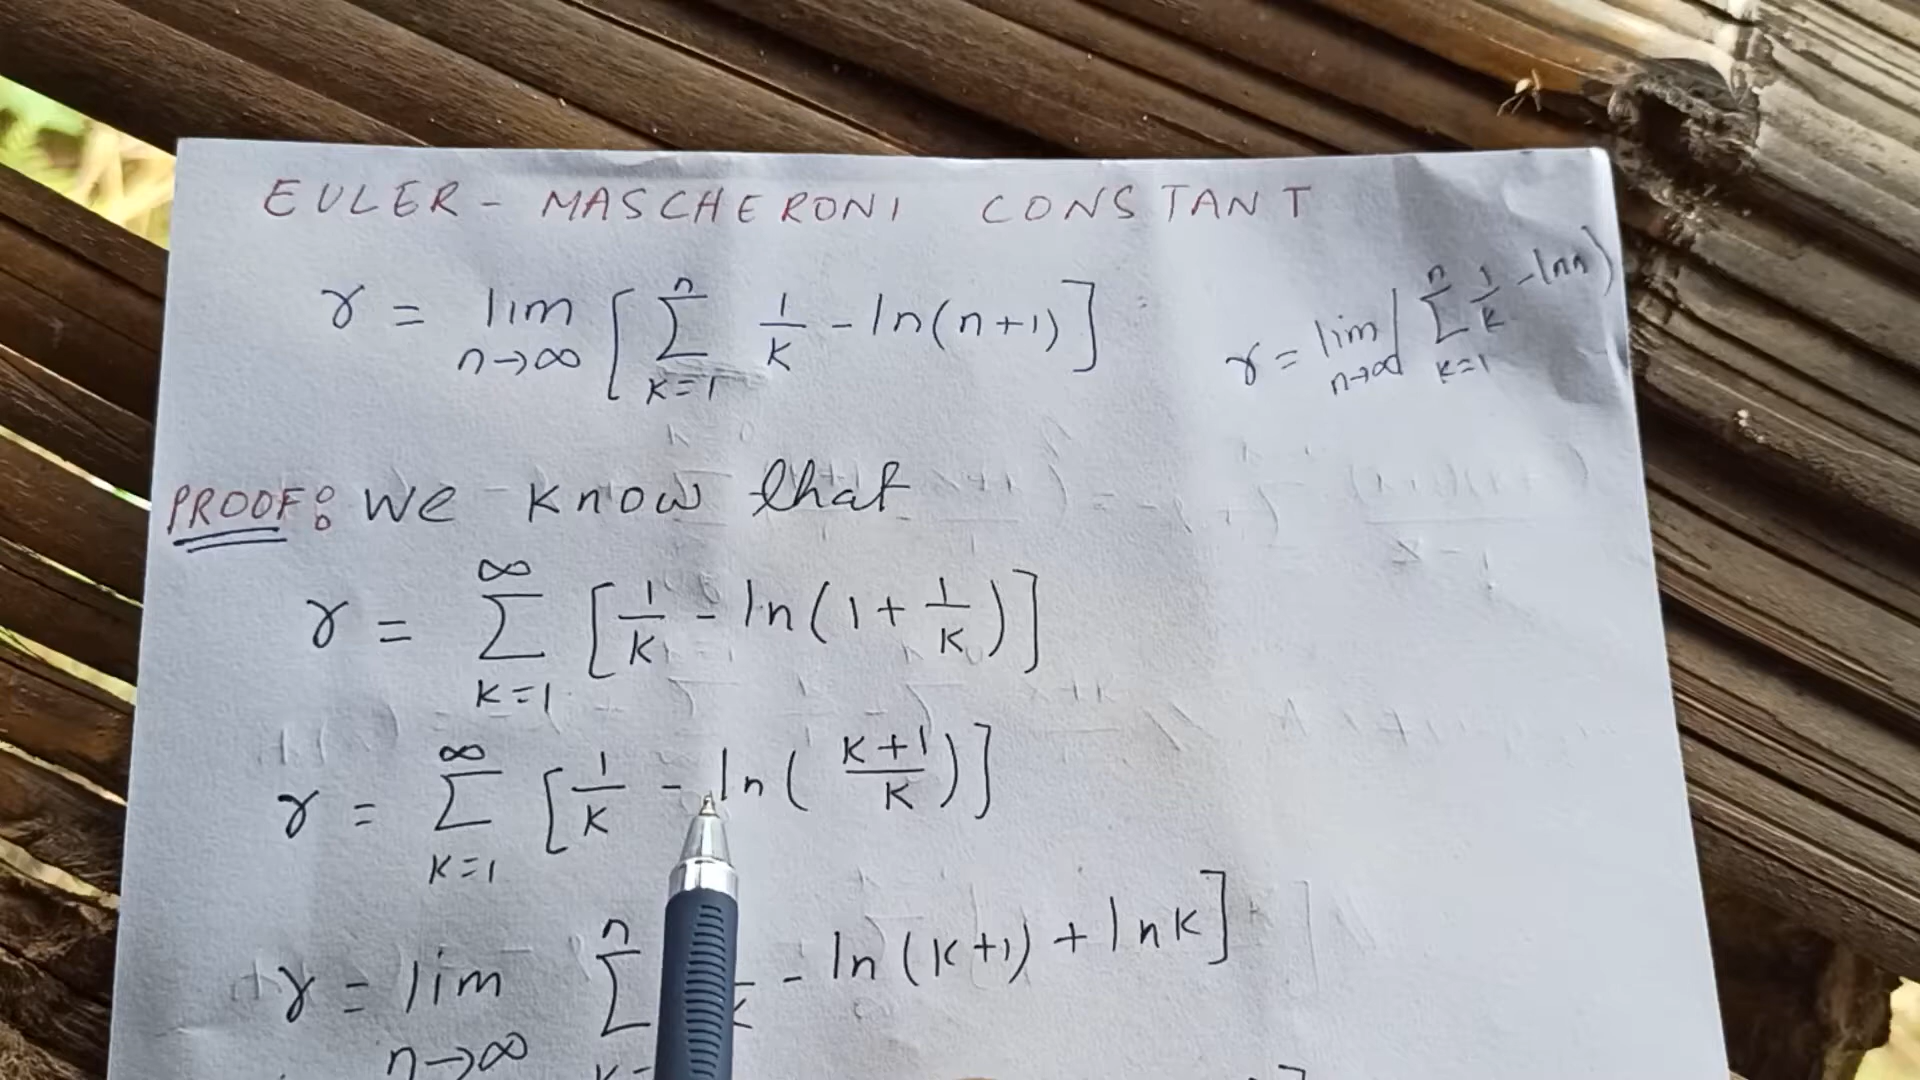 EULER - MASCHERONI CONSTANT
γ = lim n→∞ [ ∑ k=1 n 1/k - ln(n+1) ]
γ = lim n→∞ ( ∑ k=1 n 1/k - ln n )
PROOF: We know that
γ = ∑ k=1 ∞ [ 1/k - ln(1 + 1/k) ]
γ = ∑ k=1 ∞ [ 1/k - ln( k+1/k ) ]
γ = lim n→∞ ∑ n - ln(k+1) + ln k ]